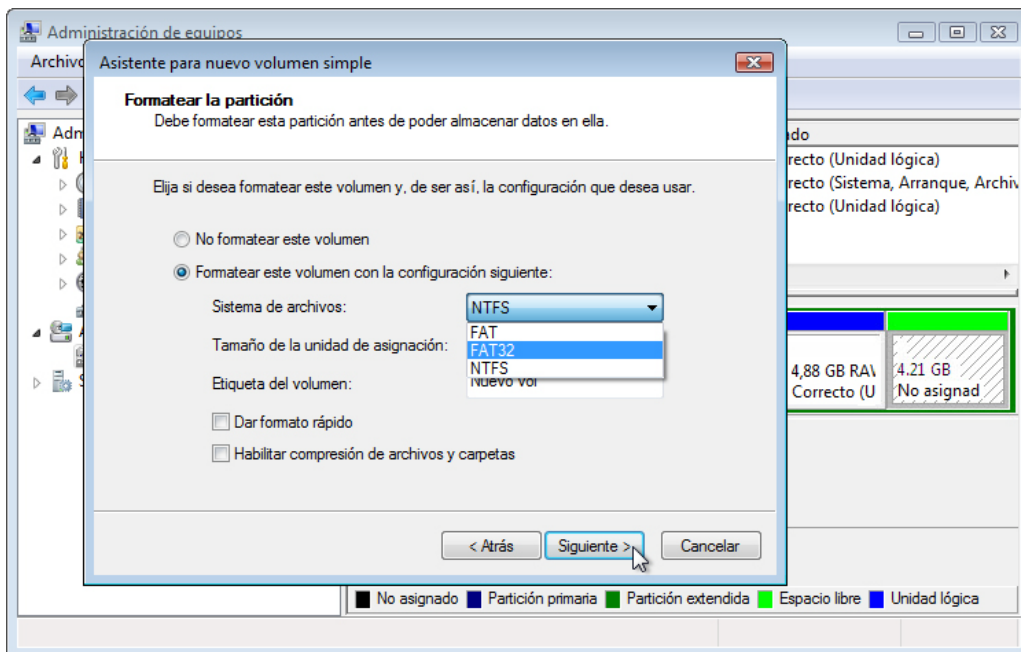 Administración de equipos
Archivo
Asistente para nuevo volumen simple
Formatear la partición
Debe formatear esta partición antes de poder almacenar datos en ella.
Elija si desea formatear este volumen y, de ser así, la configuración que desea usar.
No formatear este volumen
Formatear este volumen con la configuración siguiente:
Sistema de archivos: NTFS
FAT
Tamaño de la unidad de asignación: FAT32
NTFS
Etiqueta del volumen: Nuevo vol
Dar formato rápido
Habilitar compresión de archivos y carpetas
< Atrás Siguiente > Cancelar
Adm
ado
recto (Unidad lógica)
recto (Sistema, Arranque, Archiv
recto (Unidad lógica)
4,88 GB RAW
Correcto (U
4.21 GB
No asignad
No asignado Partición primaria Partición extendida Espacio libre Unidad lógica